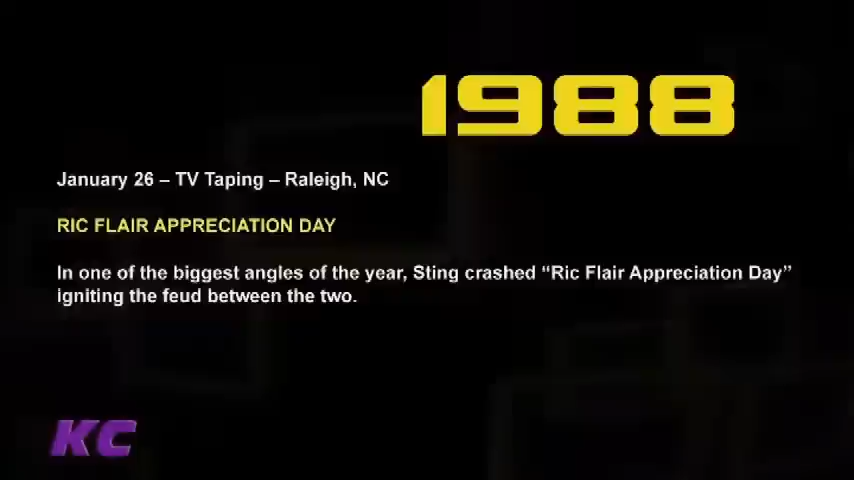 1988
January 26 – TV Taping – Raleigh, NC
RIC FLAIR APPRECIATION DAY
In one of the biggest angles of the year, Sting crashed “Ric Flair Appreciation Day”
igniting the feud between the two.
KC